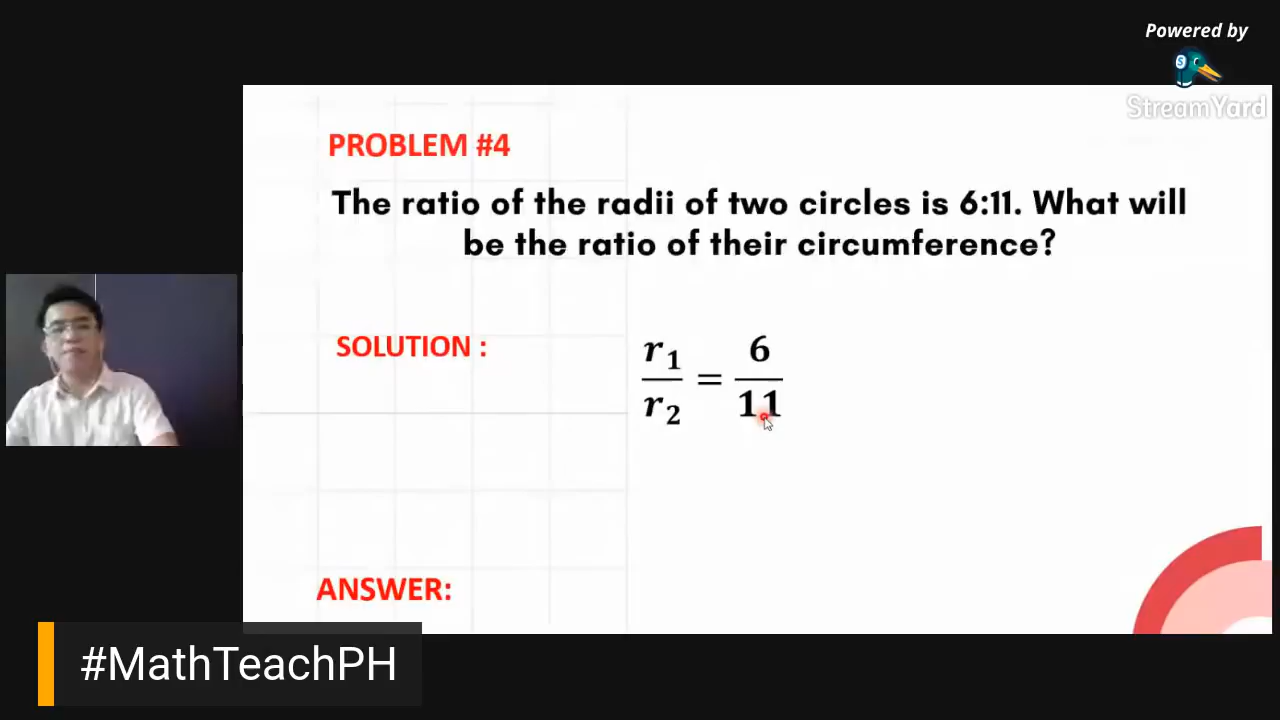 Powered by
StreamYard
PROBLEM #4
The ratio of the radii of two circles is 6:11. What will
be the ratio of their circumference?
SOLUTION :
r₁/r₂ = 6/11
ANSWER:
#MathTeachPH